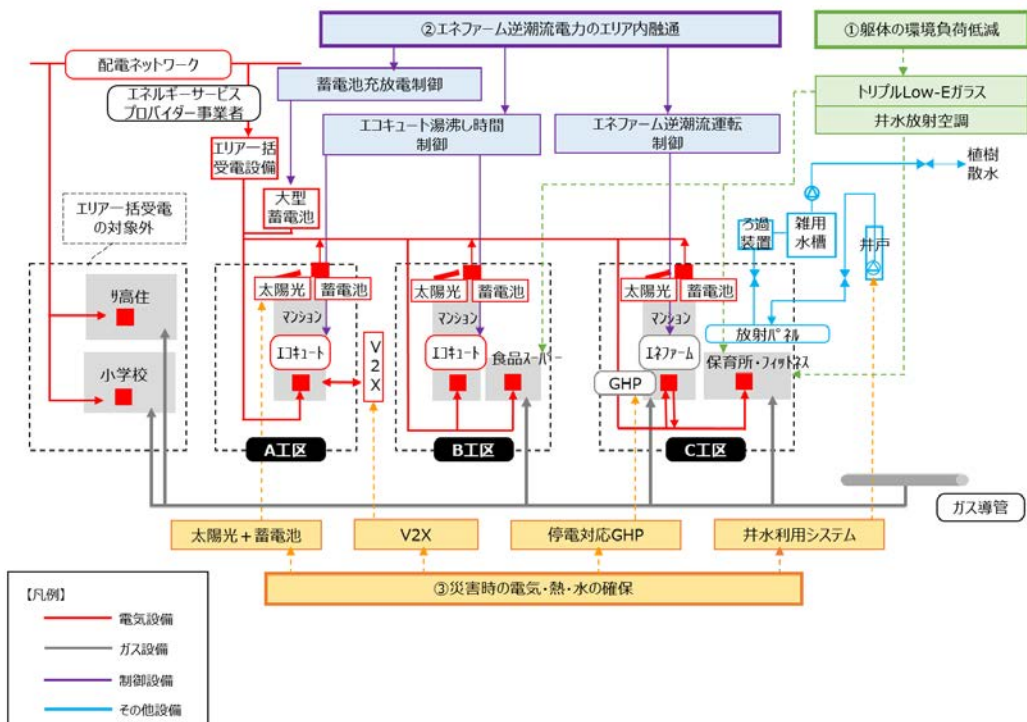 ②エネファーム逆潮流電力のエリア内融通
①躯体の環境負荷低減
配電ネットワーク
蓄電池充放電制御
トリプルLow-Eガラス
エネルギーサービス
プロバイダー事業者
井水放射空調
エコキュート湯沸し時間
制御
エネファーム逆潮流運転
制御
エリア一括
受電設備
植樹
散水
大型
蓄電池
エリア一括受電
の対象外
ろ過
装置
雑用
水槽
井戸
サ高住
太陽光
蓄電池
太陽光
蓄電池
太陽光
蓄電池
マンション
マンション
マンション
放射パネル
エコキュート
V2X
エコキュート
食品スーパー
エネファーム
保育所・フィットネス
小学校
GHP
A工区
B工区
C工区
ガス導管
太陽光＋蓄電池
V2X
停電対応GHP
井水利用システム
③災害時の電気・熱・水の確保
【凡例】
電気設備
ガス設備
制御設備
その他設備